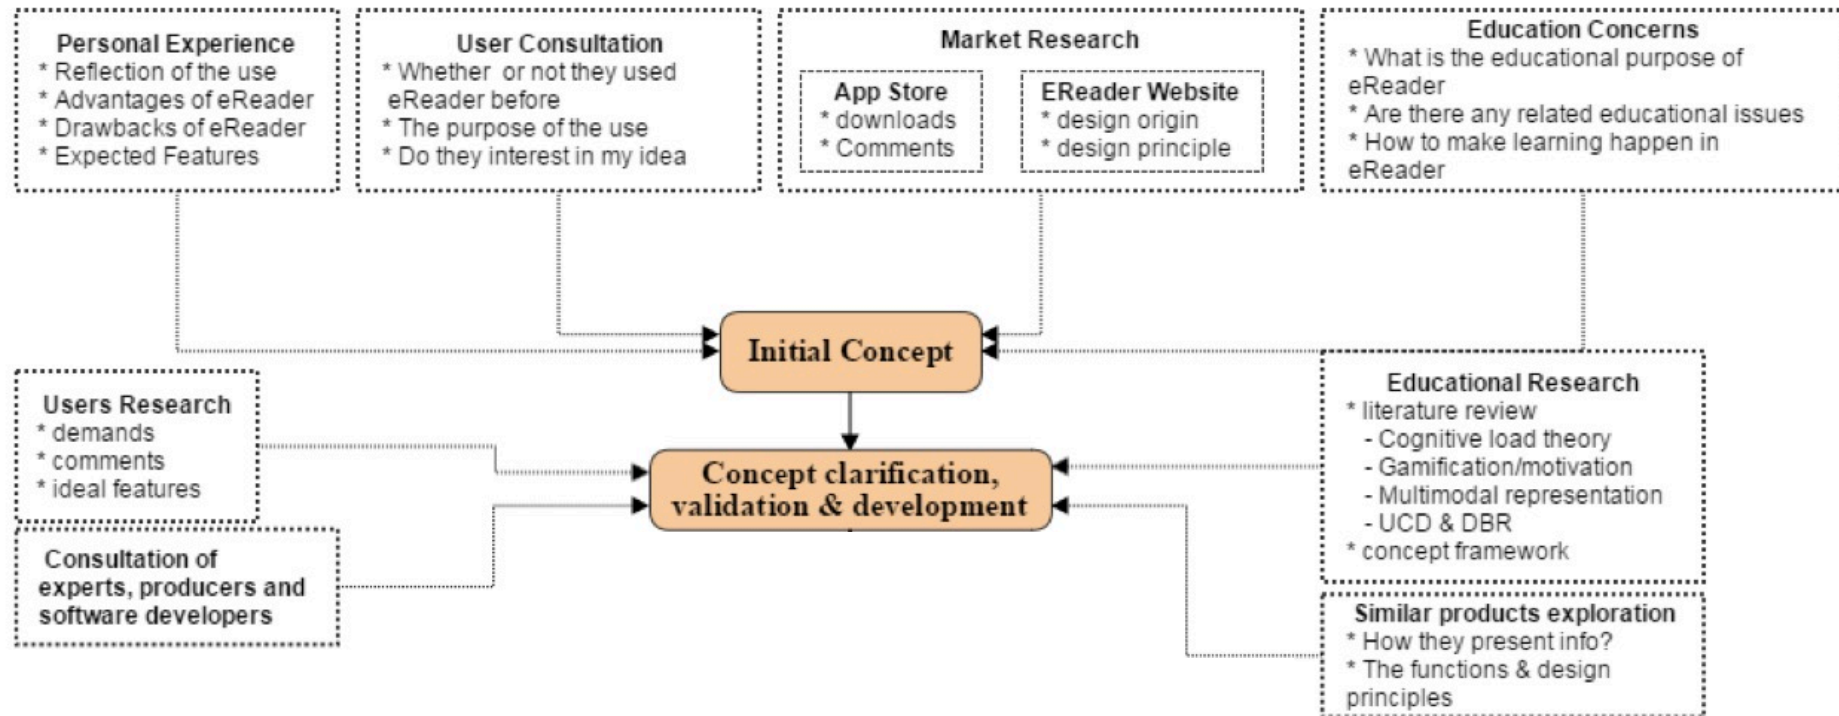 Personal Experience
* Reflection of the use
* Advantages of eReader
* Drawbacks of eReader
* Expected Features
User Consultation
* Whether or not they used
eReader before
* The purpose of the use
* Do they interest in my idea
Market Research
App Store
* downloads
* Comments
EReader Website
* design origin
* design principle
Education Concerns
* What is the educational purpose of
eReader
* Are there any related educational issues
* How to make learning happen in
eReader
Initial Concept
Users Research
* demands
* comments
* ideal features
Concept clarification,
validation & development
Educational Research
* literature review
- Cognitive load theory
- Gamification/motivation
- Multimodal representation
- UCD & DBR
* concept framework
Consultation of
experts, producers and
software developers
Similar products exploration
* How they present info?
* The functions & design
principles